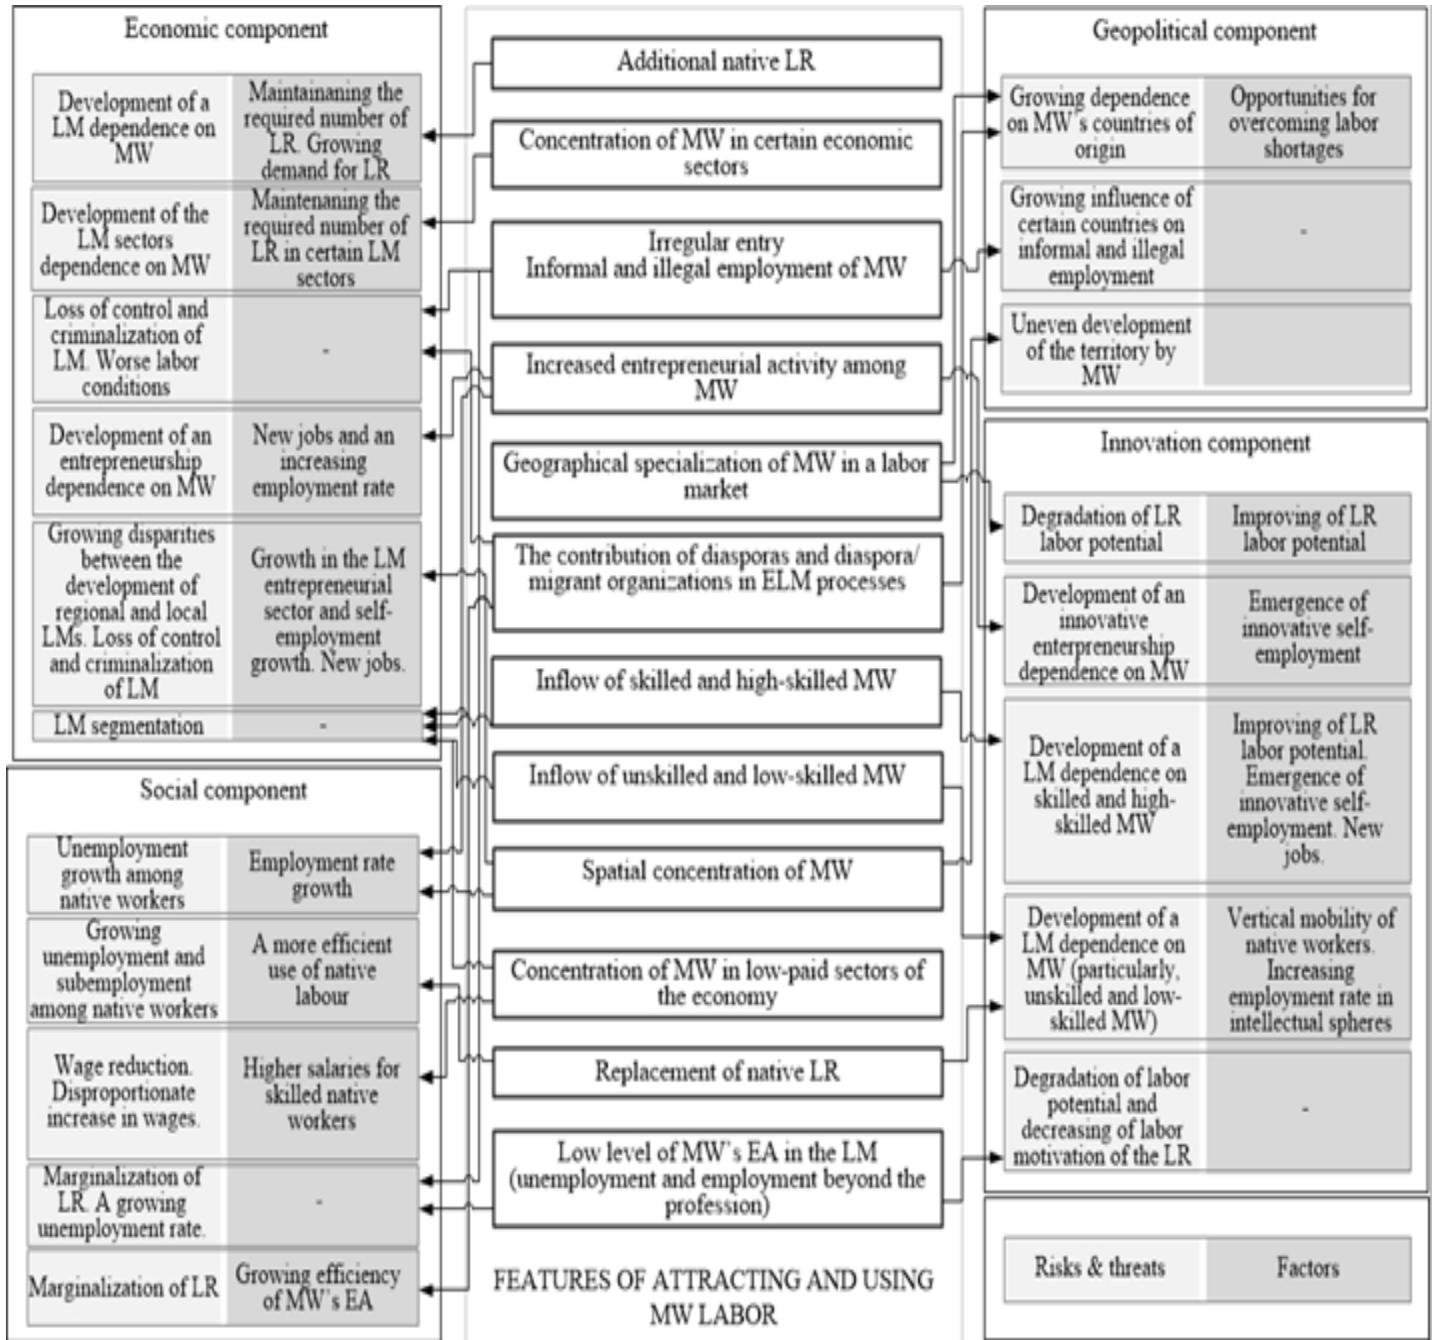 Economic component
Development of a
LM dependence on
MW
Maintainaning the
required number of
LR. Growing
demand for LR
Development of the
LM sectors
dependence on MW
Maintenaning the
required number of
LR in certain LM
sectors
Loss of control and
criminalization of
LM. Worse labor
conditions
-
Development of an
entrepreneurship
dependence on MW
New jobs and an
increasing
employment rate
Growing disparities
between the
development of
regional and local
LMs. Loss of control
and criminalization
of LM
Growth in the LM
entrepreneurial
sector and self-
employment
growth. New jobs.
LM segmentation
-
Social component
Unemployment
growth among
native workers
Employment rate
growth
Growing
unemployment and
subemployment
among native workers
A more efficient
use of native
labour
Wage reduction.
Disproportionate
increase in wages.
Higher salaries for
skilled native
workers
Marginalization of
LR. A growing
unemployment rate.
-
Marginalization of LR
Growing efficiency
of MW's EA
Additional native LR
Concentration of MW in certain economic
sectors
Irregular entry
Informal and illegal employment of MW
Increased entrepreneurial activity among
MW
Geographical specialization of MW in a labor
market
The contribution of diasporas and diaspora/
migrant organizations in ELM processes
Inflow of skilled and high-skilled MW
Inflow of unskilled and low-skilled MW
Spatial concentration of MW
Concentration of MW in low-paid sectors of
the economy
Replacement of native LR
Low level of MW's EA in the LM
(unemployment and employment beyond the
profession)
FEATURES OF ATTRACTING AND USING
MW LABOR
Geopolitical component
Growing dependence
on MW's countries of
origin
Opportunities for
overcoming labor
shortages
Growing influence of
certain countries on
informal and illegal
employment
-
Uneven development
of the territory by
MW
Innovation component
Degradation of LR
labor potential
Improving of LR
labor potential
Development of an
innovative
enterpreneurship
dependence on MW
Emergence of
innovative self-
employment
Development of a
LM dependence on
skilled and high-
skilled MW
Improving of LR
labor potential.
Emergence of
innovative self-
employment. New
jobs.
Development of a
LM dependence on
MW (particularly,
unskilled and low-
skilled MW)
Vertical mobility of
native workers.
Increasing
employment rate in
intellectual spheres
Degradation of labor
potential and
decreasing of labor
motivation of the LR
-
Risks & threats
Factors